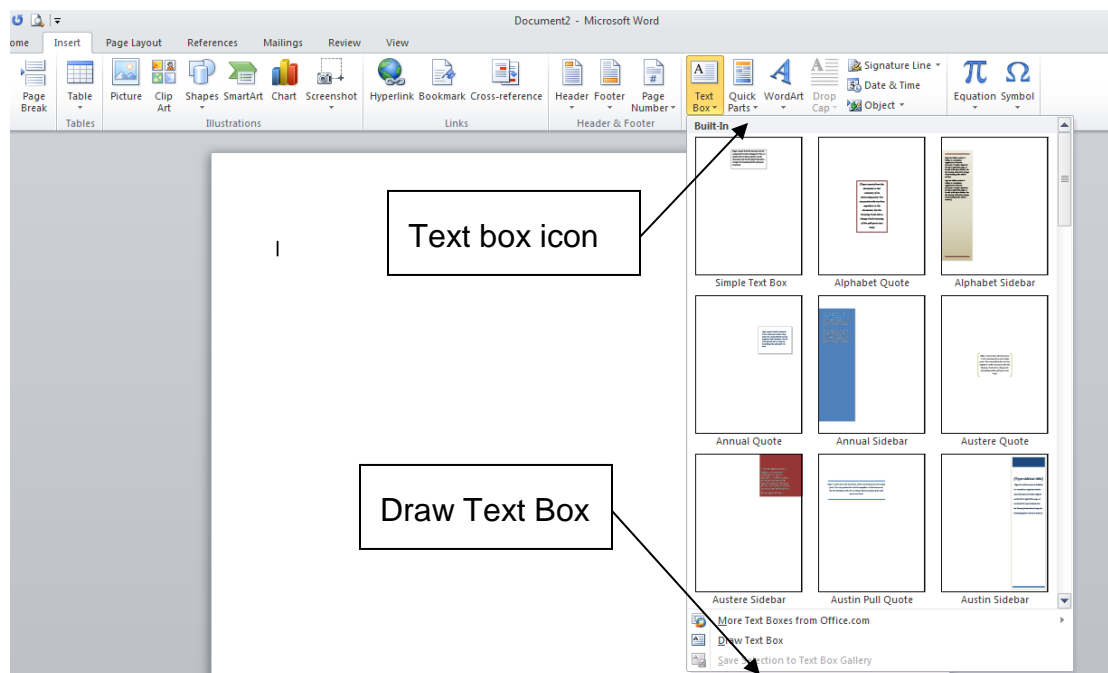 Document2 - Microsoft Word
ome Insert Page Layout References Mailings Review View
Page Break
Table
Picture
Clip Art
Shapes
SmartArt
Chart
Screenshot
Hyperlink
Bookmark
Cross-reference
Header
Footer
Page Number
Text Box
Quick Parts
WordArt
Drop Cap
Signature Line
Date & Time
Object
Equation
Symbol
Tables
Illustrations
Links
Header & Footer
Built-In
Text box icon
Simple Text Box
Alphabet Quote
Alphabet Sidebar
Annual Quote
Annual Sidebar
Austere Quote
Draw Text Box
[Type sidebar title]
Austere Sidebar
Austin Pull Quote
Austin Sidebar
More Text Boxes from Office.com
Draw Text Box
Save Selection to Text Box Gallery